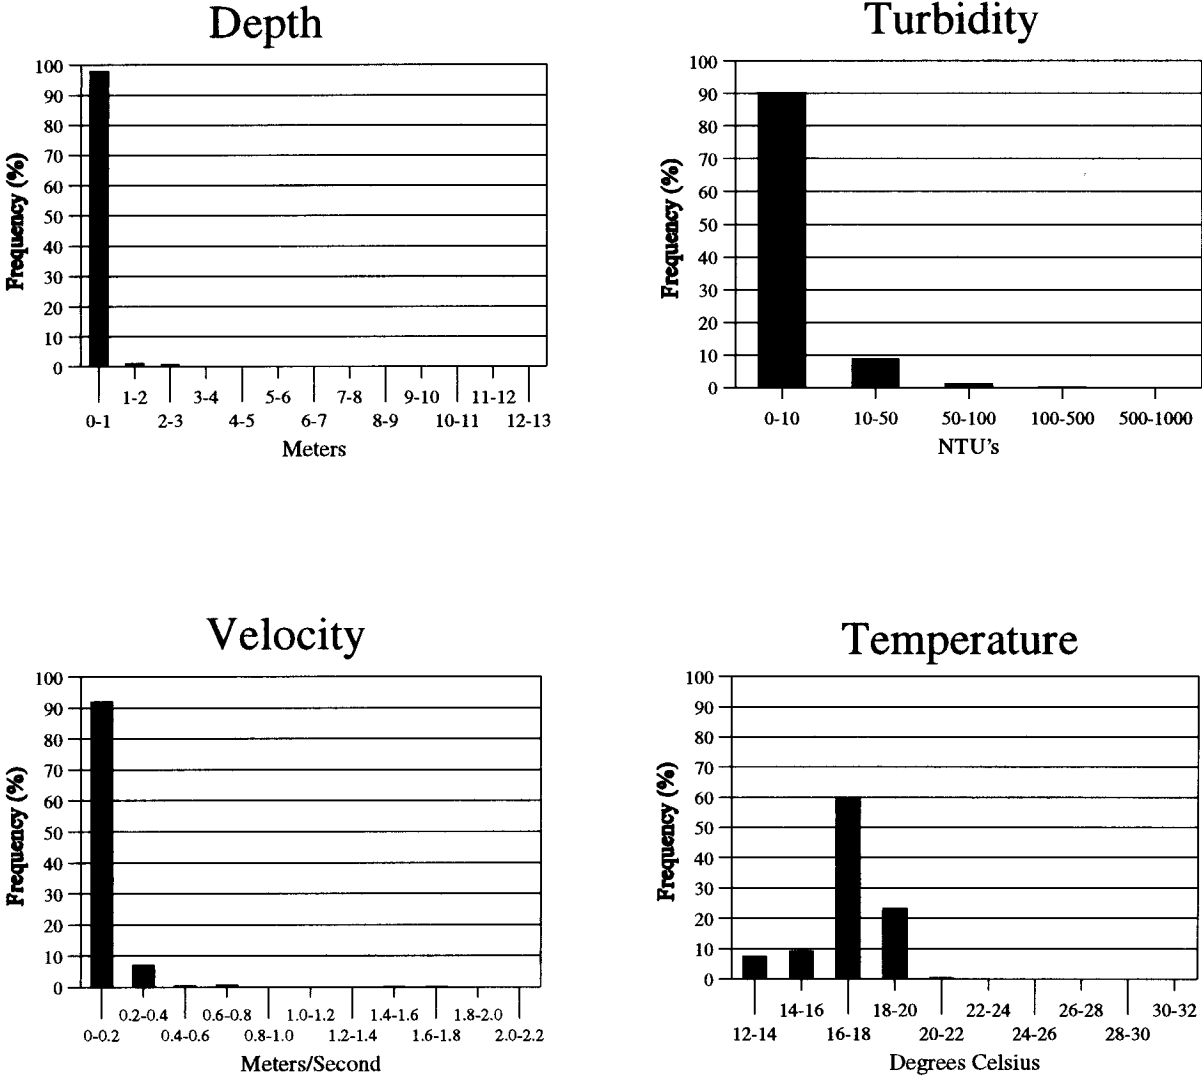 Depth
Frequency (%)
100
90
80
70
60
50
40
30
20
10
0
1-2 3-4 5-6 7-8 9-10 11-12
0-1 2-3 4-5 6-7 8-9 10-11 12-13
Meters
Turbidity
Frequency (%)
100
90
80
70
60
50
40
30
20
10
0
0-10 10-50 50-100 100-500 500-1000
NTU's
Velocity
Frequency (%)
100
90
80
70
60
50
40
30
20
10
0
0.2-0.4 0.6-0.8 1.0-1.2 1.4-1.6 1.8-2.0
0-0.2 0.4-0.6 0.8-1.0 1.2-1.4 1.6-1.8 2.0-2.2
Meters/Second
Temperature
Frequency (%)
100
90
80
70
60
50
40
30
20
10
0
14-16 18-20 22-24 26-28 30-32
12-14 16-18 20-22 24-26 28-30
Degrees Celsius